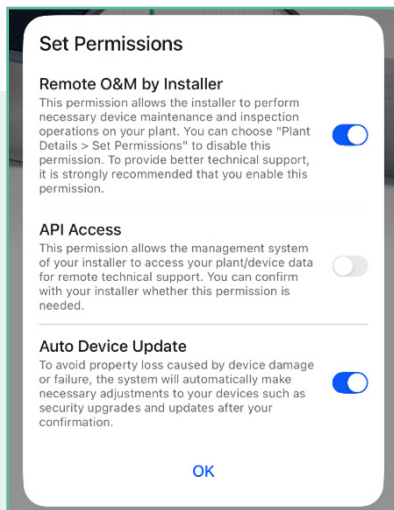 Set Permissions
Remote O&M by Installer
This permission allows the installer to perform
necessary device maintenance and inspection
operations on your plant. You can choose "Plant
Details > Set Permissions" to disable this
permission. To provide better technical support,
it is strongly recommended that you enable this
permission.
API Access
This permission allows the management system
of your installer to access your plant/device data
for remote technical support. You can confirm
with your installer whether this permission is
needed.
Auto Device Update
To avoid property loss caused by device damage
or failure, the system will automatically make
necessary adjustments to your devices such as
security upgrades and updates after your
confirmation.
OK